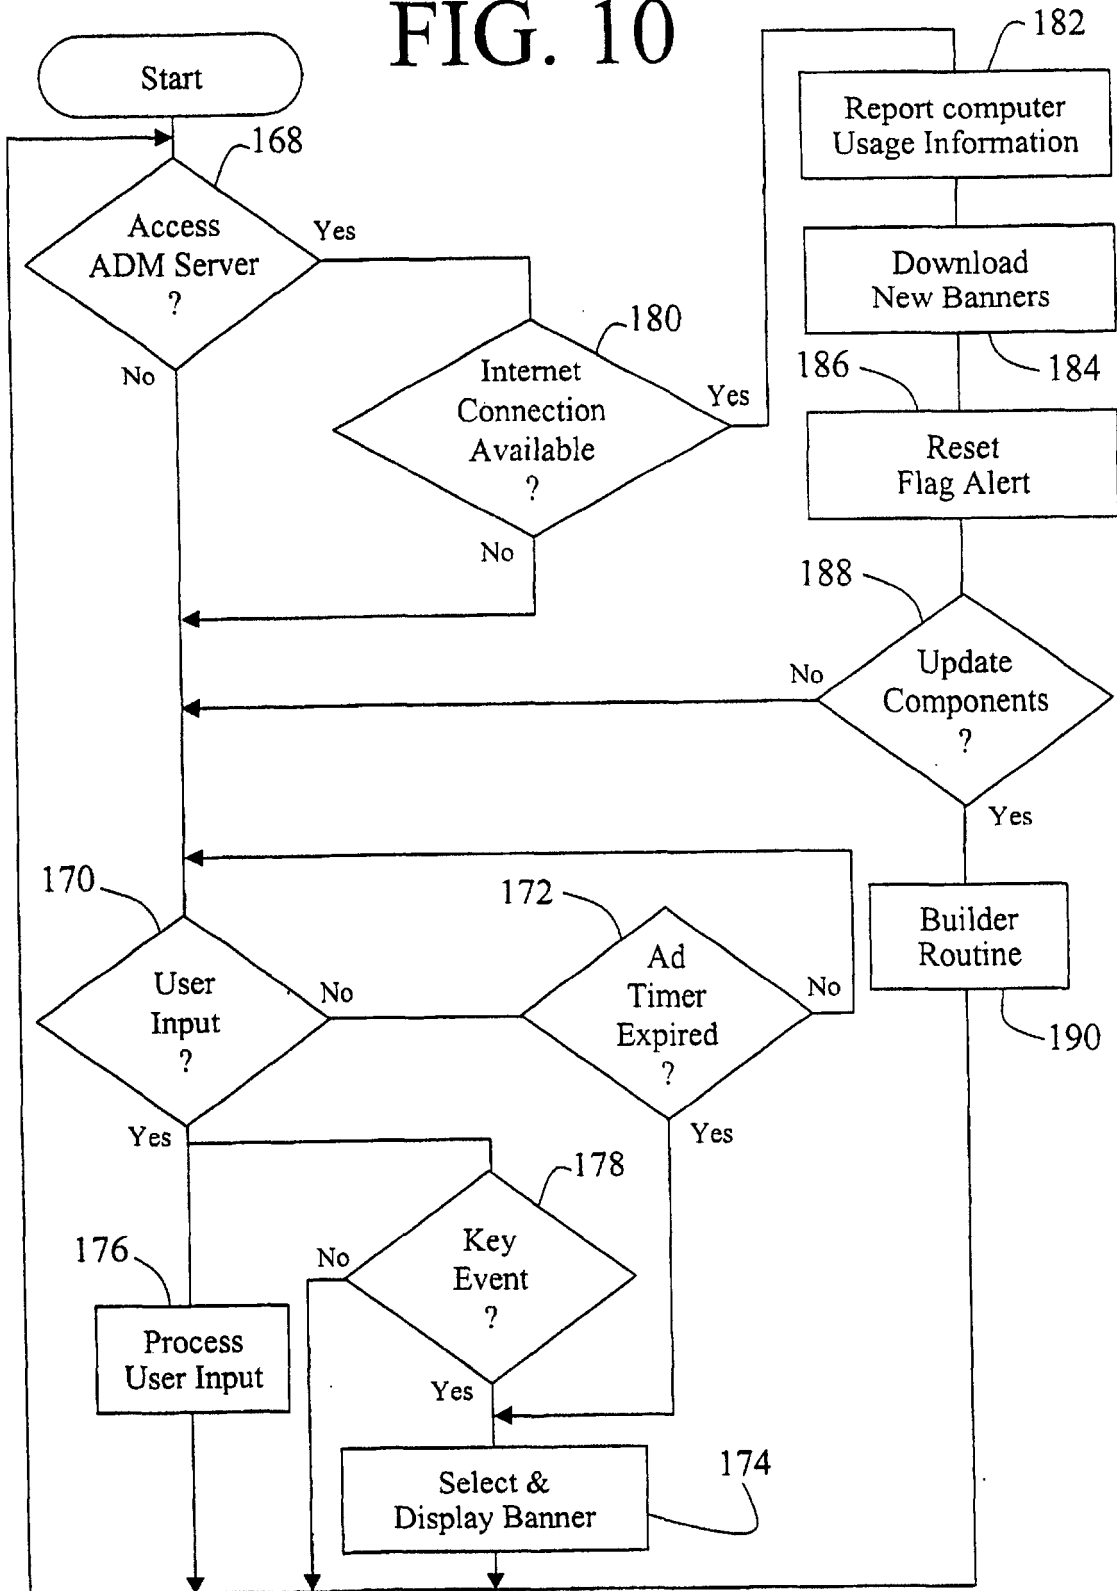 FIG. 10
Start
168
Access
ADM Server
?
Yes
No
180
Internet
Connection
Available
?
Yes
No
182
Report computer
Usage Information
Download
New Banners
184
186
Reset
Flag Alert
188
Update
Components
?
No
Yes
Builder
Routine
190
170
User
Input
?
No
Yes
172
Ad
Timer
Expired
?
No
Yes
178
Key
Event
?
No
Yes
176
Process
User Input
Select &
Display Banner
174